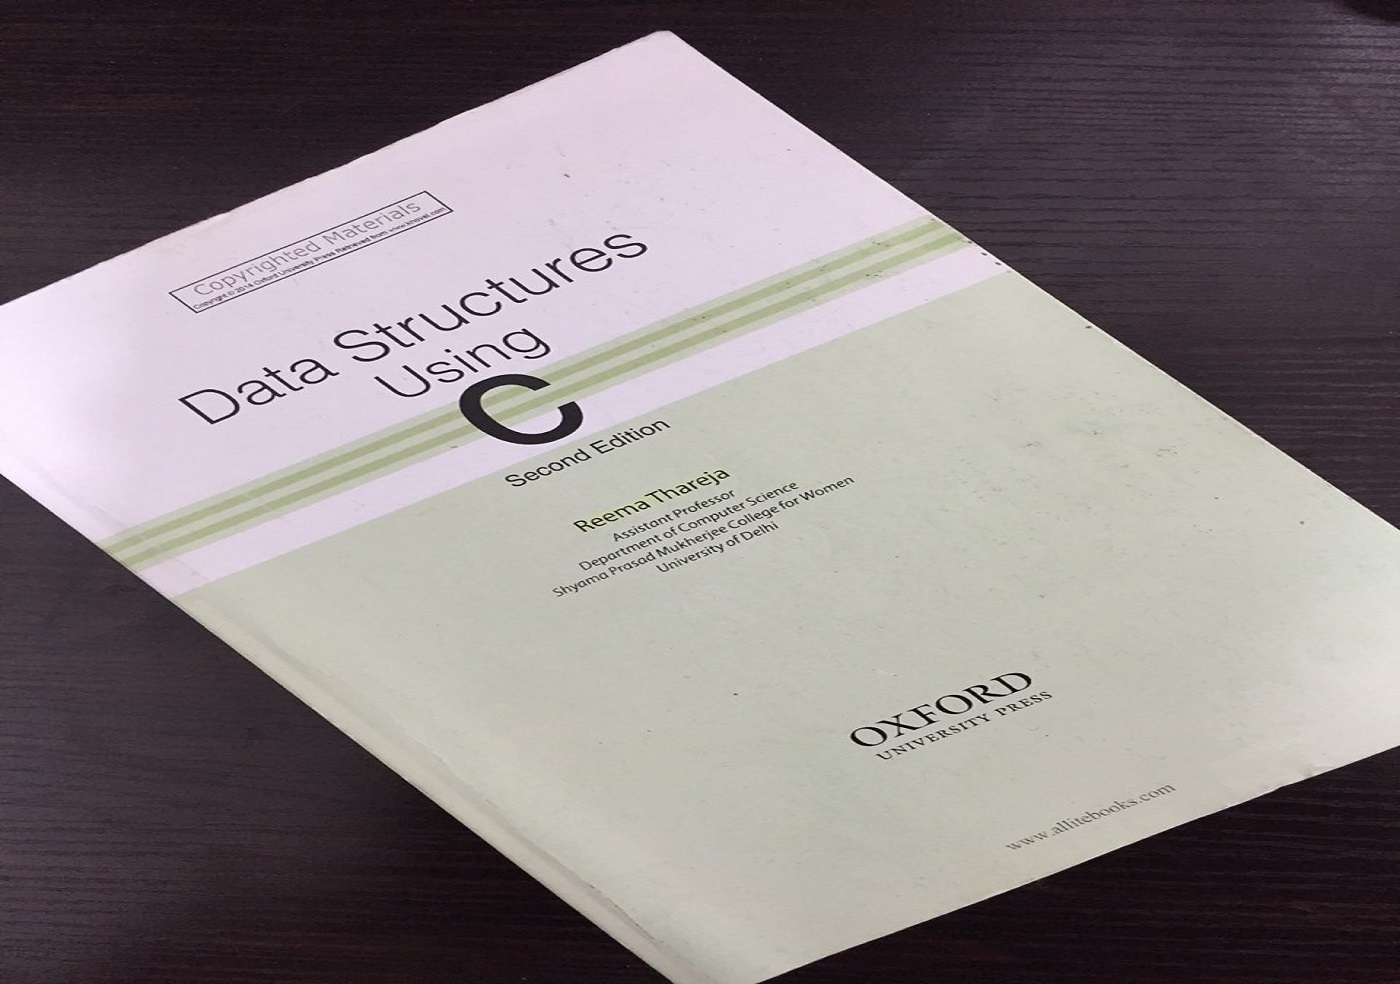 Copyrighted Materials
Copyright © 2014 Oxford University Press Retrieved from www.knovel.com
Data Structures
Using
C
Second Edition
Reema Thareja
Assistant Professor
Department of Computer Science
Shyama Prasad Mukherjee College for Women
University of Delhi
OXFORD
UNIVERSITY PRESS
www.allitebooks.com